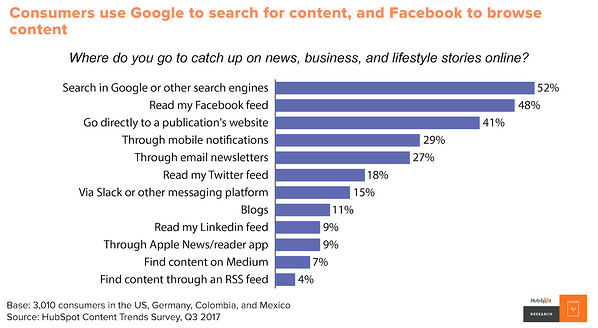 Consumers use Google to search for content, and Facebook to browse
content
Where do you go to catch up on news, business, and lifestyle stories online?
Search in Google or other search engines 52%
Read my Facebook feed 48%
Go directly to a publication's website 41%
Through mobile notifications 29%
Through email newsletters 27%
Read my Twitter feed 18%
Via Slack or other messaging platform 15%
Blogs 11%
Read my Linkedin feed 9%
Through Apple News/reader app 9%
Find content on Medium 7%
Find content through an RSS feed 4%
Base: 3,010 consumers in the US, Germany, Colombia, and Mexico
Source: HubSpot Content Trends Survey, Q3 2017
HubSpot
RESEARCH